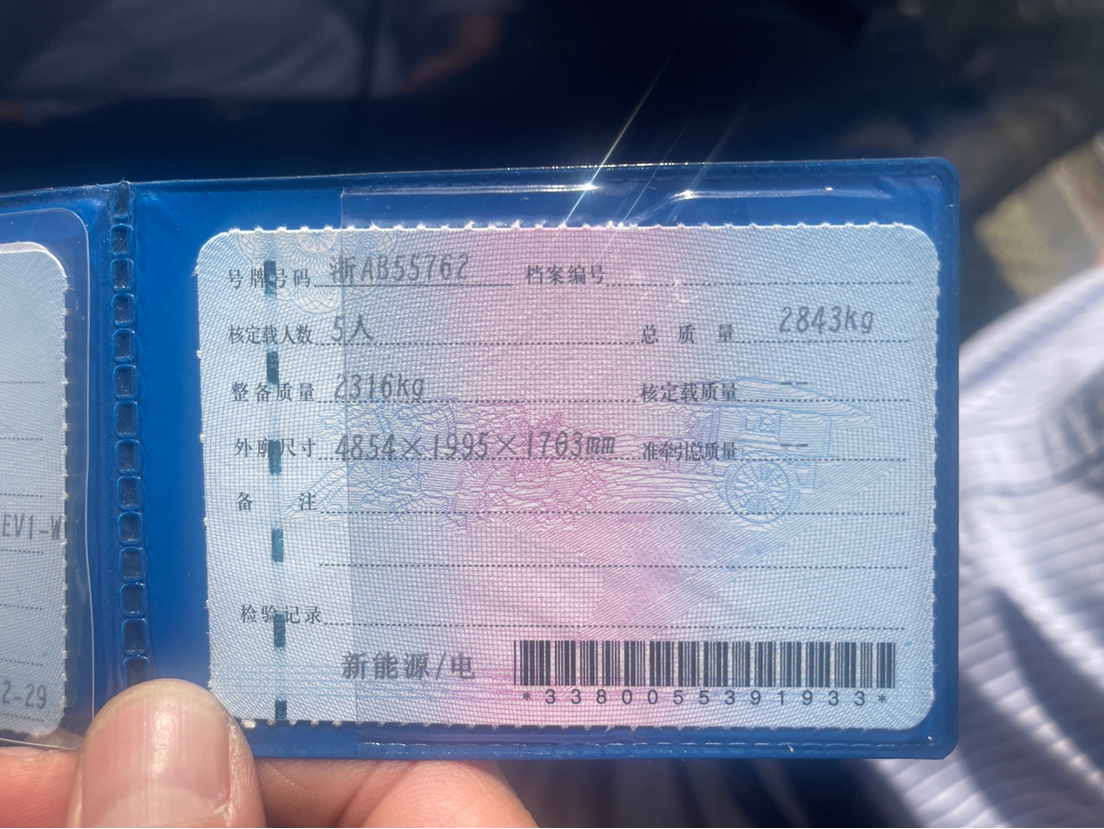 号牌号码 浙AB55762 档案编号
核定载人数 5人 总质量 2843kg
整备质量 2316kg 核定载质量 --
外廓尺寸 4854×1995×1703mm 准牵引总质量 --
备注
检验记录
新能源/电
*3380055391933*
EV1-W
2-29